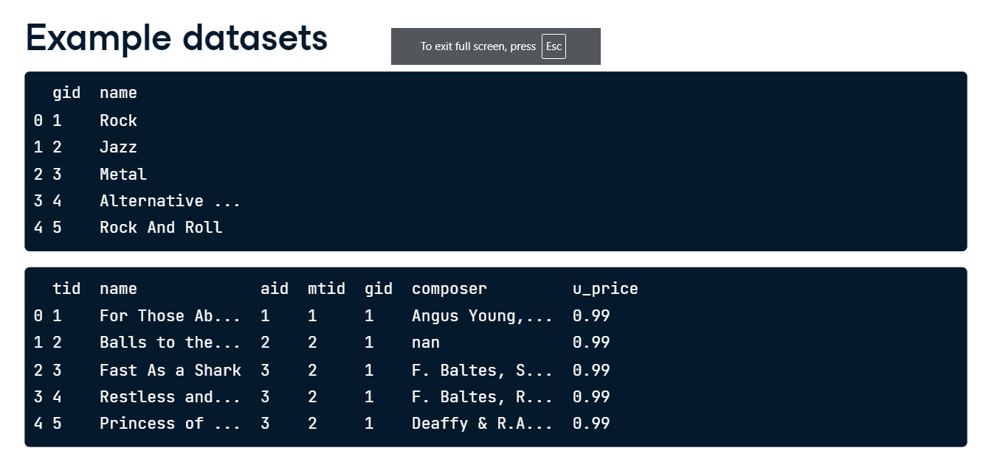 Example datasets
To exit full screen, press Esc
gid name
0 1 Rock
1 2 Jazz
2 3 Metal
3 4 Alternative ...
4 5 Rock And Roll
tid name aid mtid gid composer u_price
0 1 For Those Ab... 1 1 1 Angus Young,... 0.99
1 2 Balls to the... 2 2 1 nan 0.99
2 3 Fast As a Shark 3 2 1 F. Baltes, S... 0.99
3 4 Restless and... 3 2 1 F. Baltes, R... 0.99
4 5 Princess of ... 3 2 1 Deaffy & R.A... 0.99